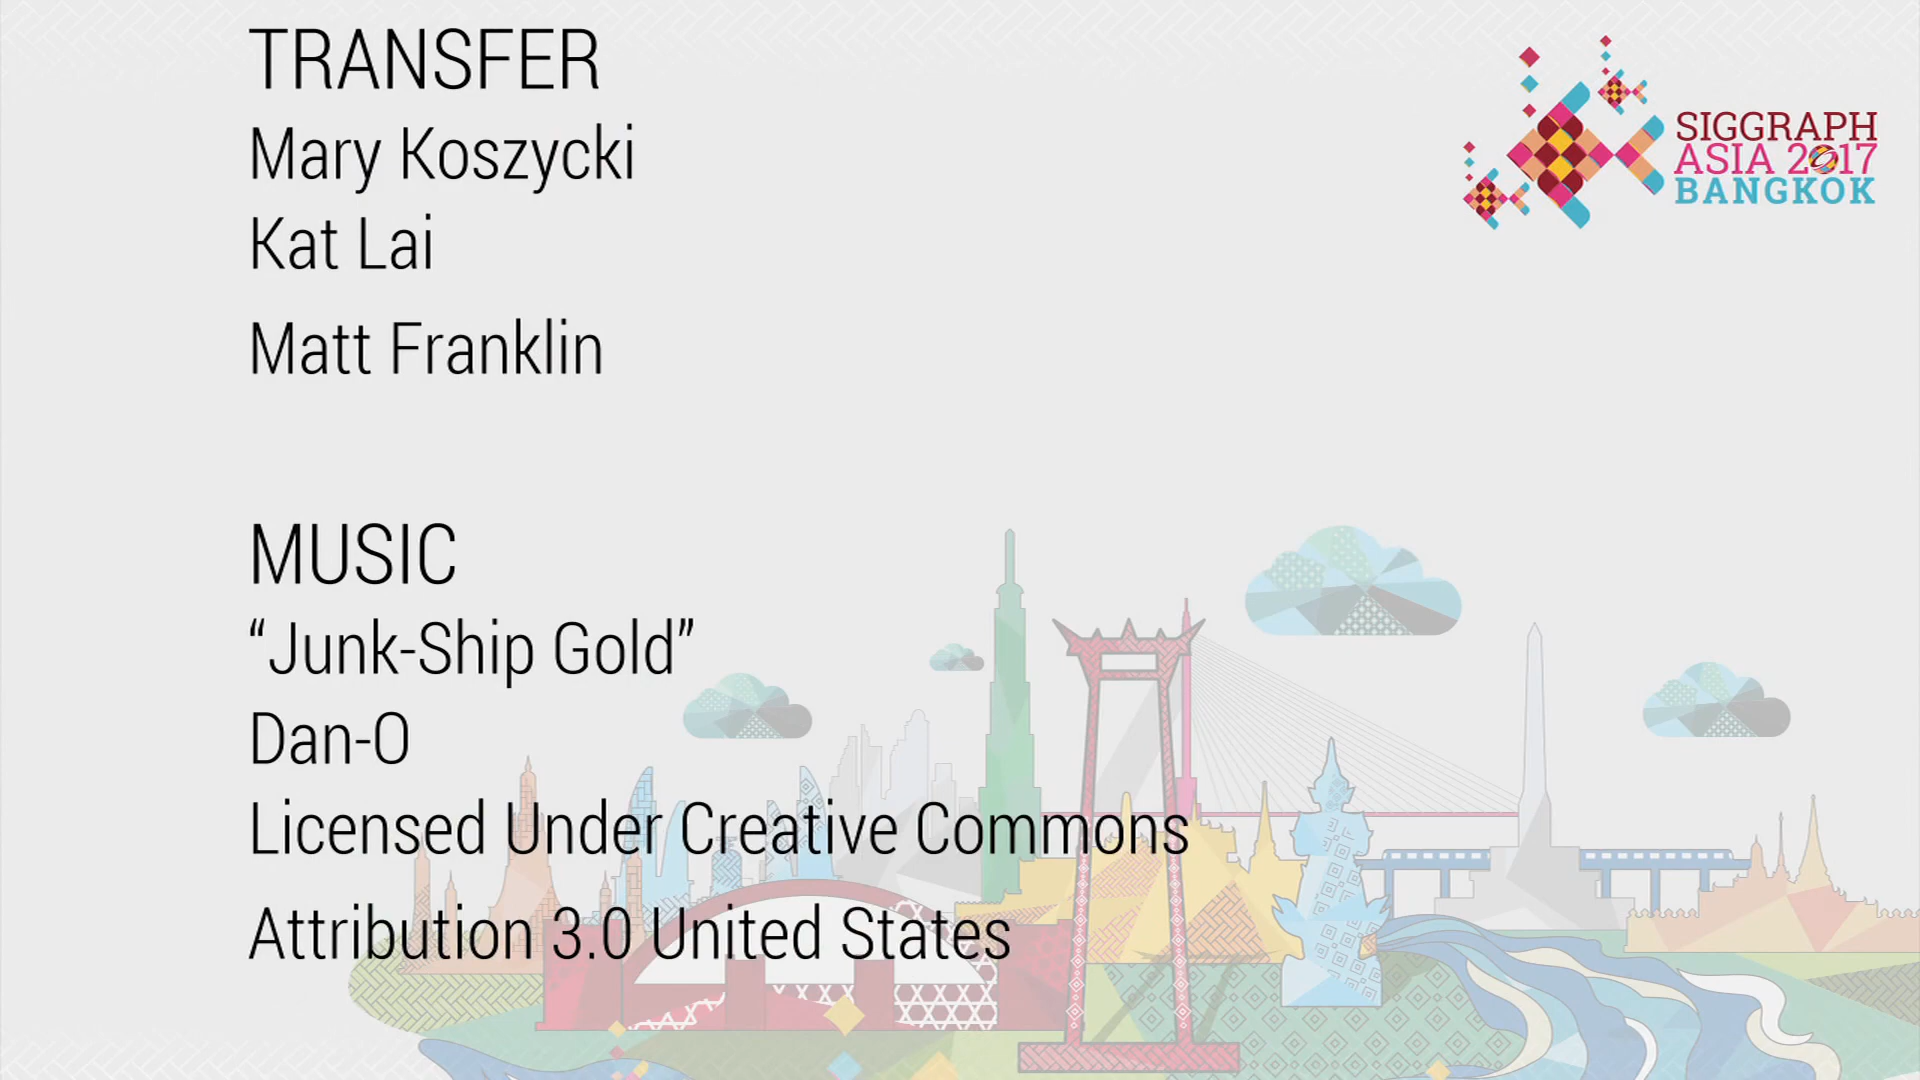 TRANSFER
Mary Koszycki
Kat Lai
Matt Franklin
MUSIC
“Junk-Ship Gold”
Dan-O
Licensed Under Creative Commons
Attribution 3.0 United States
SIGGRAPH
ASIA 2017
BANGKOK